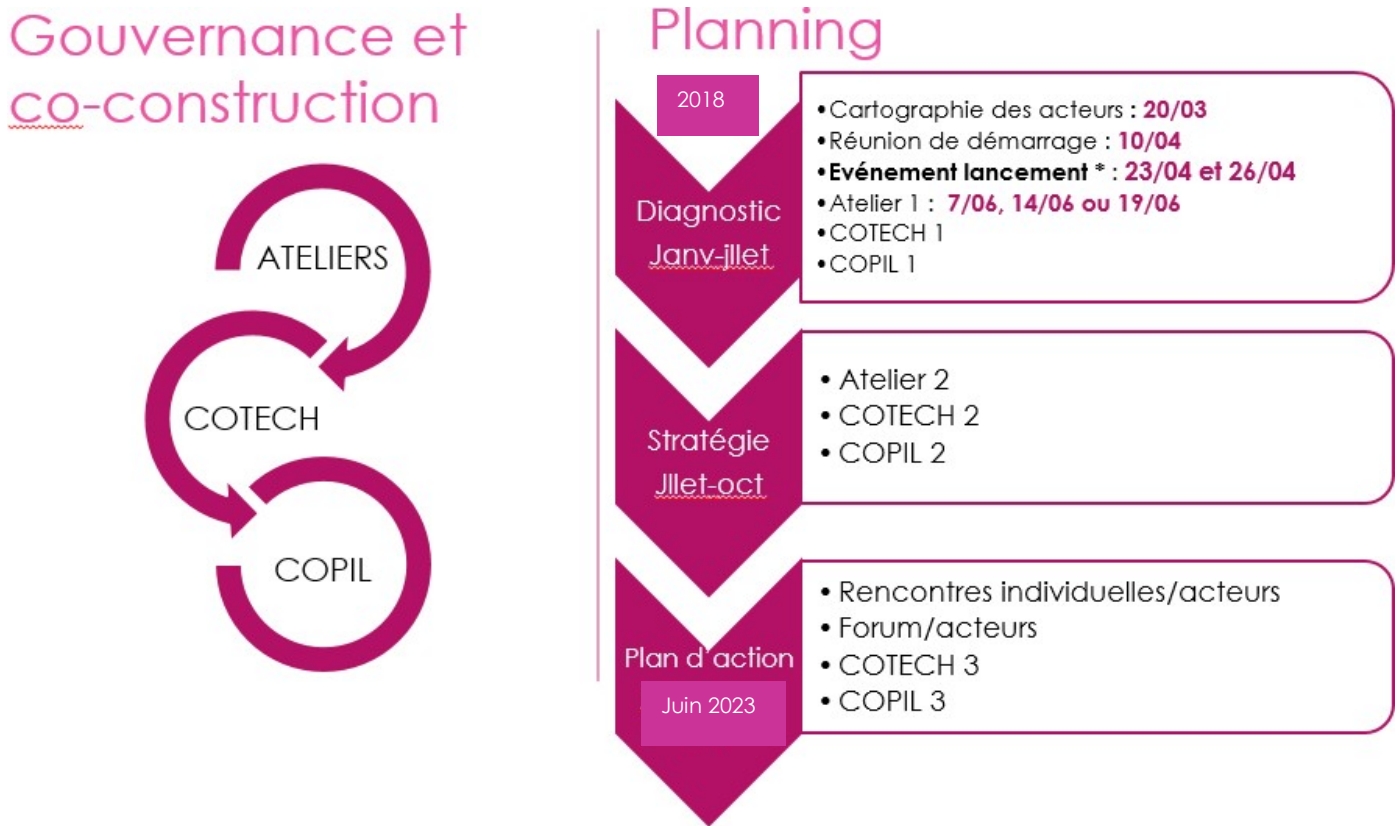 Gouvernance et
co-construction
ATELIERS
COTECH
COPIL
Planning
2018
Diagnostic
Janv-jllet
•Cartographie des acteurs : 20/03
•Réunion de démarrage : 10/04
•Evénement lancement * : 23/04 et 26/04
•Atelier 1 : 7/06, 14/06 ou 19/06
•COTECH 1
•COPIL 1
Stratégie
Jllet-oct
• Atelier 2
• COTECH 2
• COPIL 2
Plan d'action
Juin 2023
• Rencontres individuelles/acteurs
• Forum/acteurs
• COTECH 3
• COPIL 3